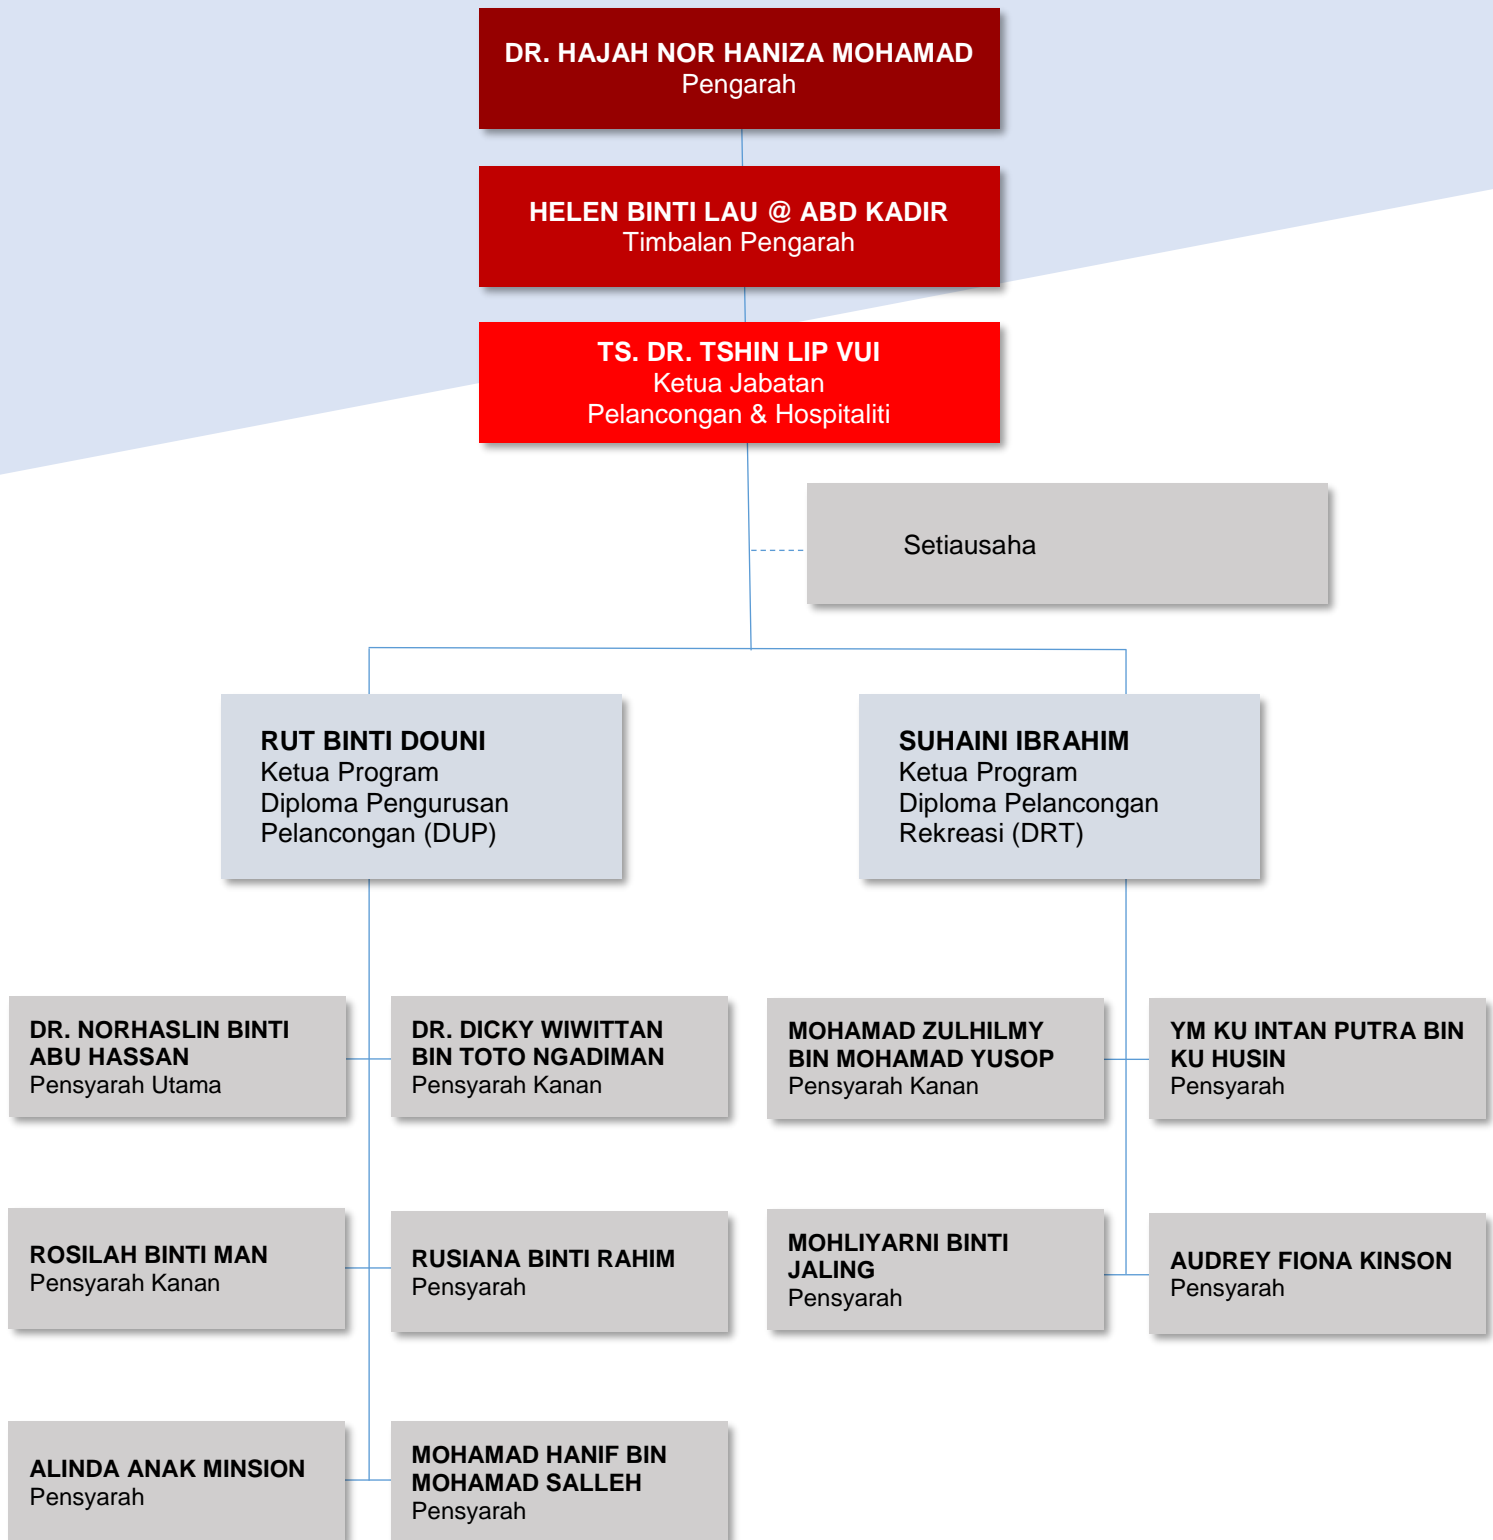 DR. HAJAH NOR HANIZA MOHAMAD
Pengarah
HELEN BINTI LAU @ ABD KADIR
Timbalan Pengarah
TS. DR. TSHIN LIP VUI
Ketua Jabatan
Pelancongan & Hospitaliti
Setiausaha
RUT BINTI DOUNI
Ketua Program
Diploma Pengurusan
Pelancongan (DUP)
SUHAINI IBRAHIM
Ketua Program
Diploma Pelancongan
Rekreasi (DRT)
DR. NORHASLIN BINTI
ABU HASSAN
Pensyarah Utama
DR. DICKY WIWITTAN
BIN TOTO NGADIMAN
Pensyarah Kanan
MOHAMAD ZULHILMY
BIN MOHAMAD YUSOP
Pensyarah Kanan
YM KU INTAN PUTRA BIN
KU HUSIN
Pensyarah
ROSILAH BINTI MAN
Pensyarah Kanan
RUSIANA BINTI RAHIM
Pensyarah
MOHLIYARNI BINTI
JALING
Pensyarah
AUDREY FIONA KINSON
Pensyarah
ALINDA ANAK MINSION
Pensyarah
MOHAMAD HANIF BIN
MOHAMAD SALLEH
Pensyarah